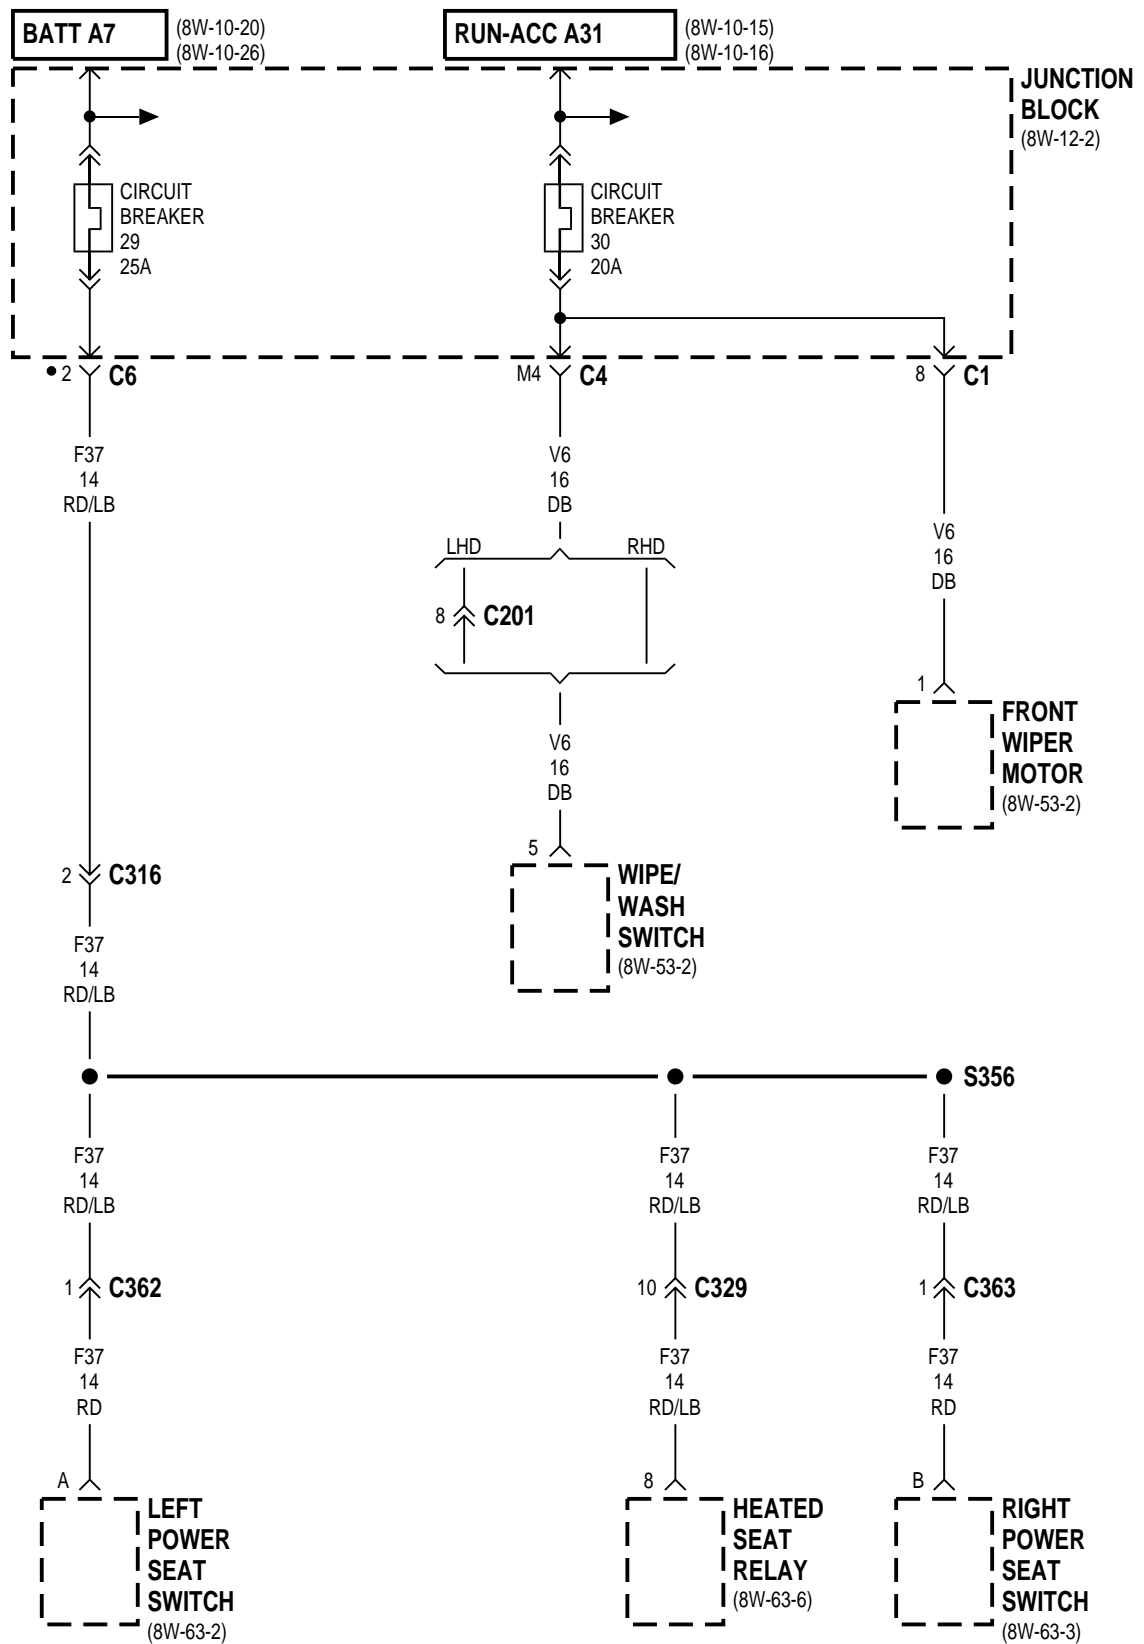 BATT A7
(8W-10-20)
(8W-10-26)
RUN-ACC A31
(8W-10-15)
(8W-10-16)
JUNCTION
BLOCK
(8W-12-2)
CIRCUIT
BREAKER
29
25A
CIRCUIT
BREAKER
30
20A
2 C6
M4 C4
8 C1
F37
14
RD/LB
V6
16
DB
V6
16
DB
LHD
RHD
8 C201
V6
16
DB
1
FRONT
WIPER
MOTOR
(8W-53-2)
5
WIPE/
WASH
SWITCH
(8W-53-2)
2 C316
F37
14
RD/LB
S356
F37
14
RD/LB
F37
14
RD/LB
F37
14
RD/LB
1 C362
10 C329
1 C363
F37
14
RD
F37
14
RD/LB
F37
14
RD
A
LEFT
POWER
SEAT
SWITCH
(8W-63-2)
8
HEATED
SEAT
RELAY
(8W-63-6)
B
RIGHT
POWER
SEAT
SWITCH
(8W-63-3)